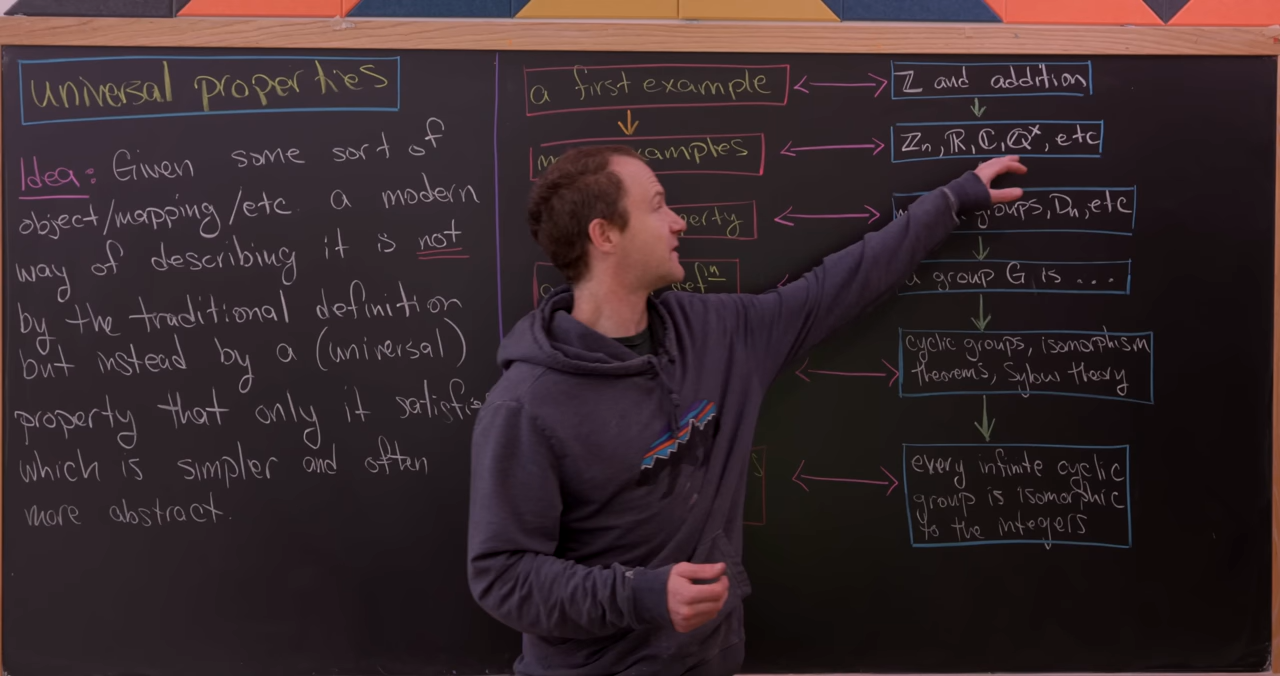 universal properties
Idea: Given some sort of
object/mapping/etc. a modern
way of describing it is not
by the traditional definition
but instead by a (universal)
property that only it satisfies
which is simpler and often
more abstract.
a first example
ℤ and addition
examples
ℤn, ℝ, ℂ, ℚ^×, etc
groups, Dn, etc
a group G is ...
cyclic groups, isomorphism
theorems, Sylow theory
every infinite cyclic
group is isomorphic
to the integers